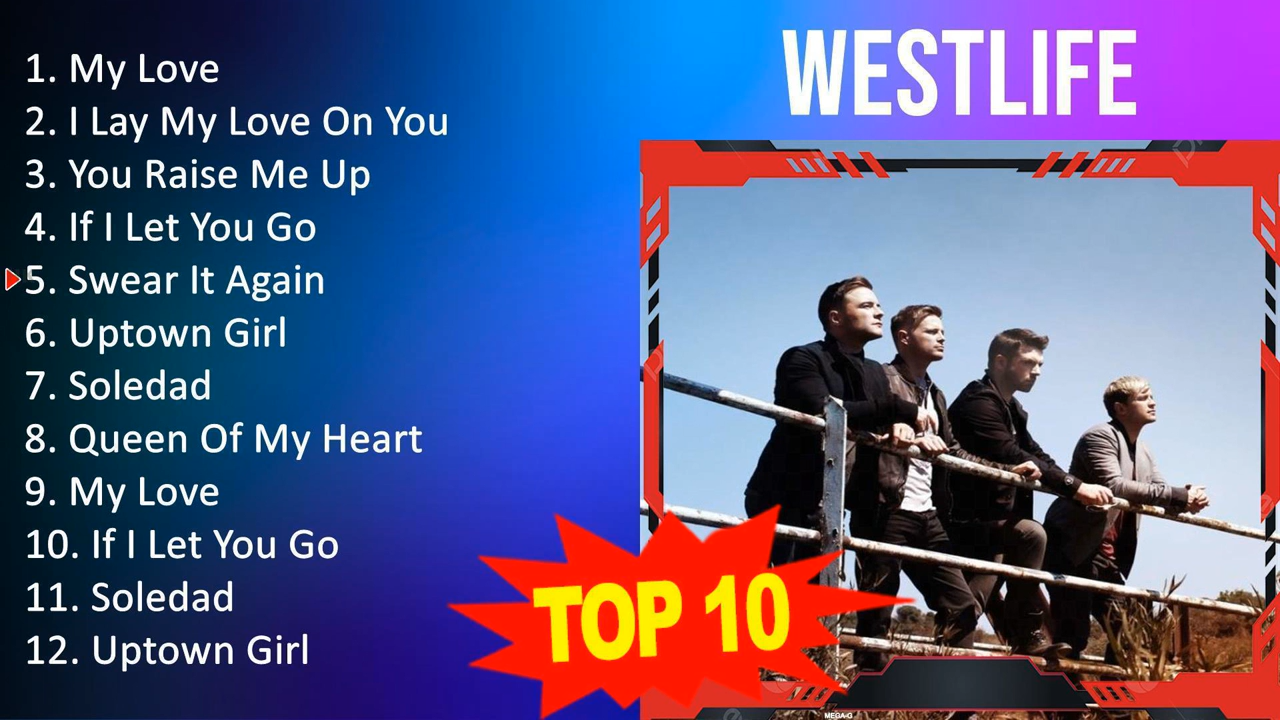 WESTLIFE
1. My Love
2. I Lay My Love On You
3. You Raise Me Up
4. If I Let You Go
5. Swear It Again
6. Uptown Girl
7. Soledad
8. Queen Of My Heart
9. My Love
10. If I Let You Go
11. Soledad
12. Uptown Girl
TOP 10